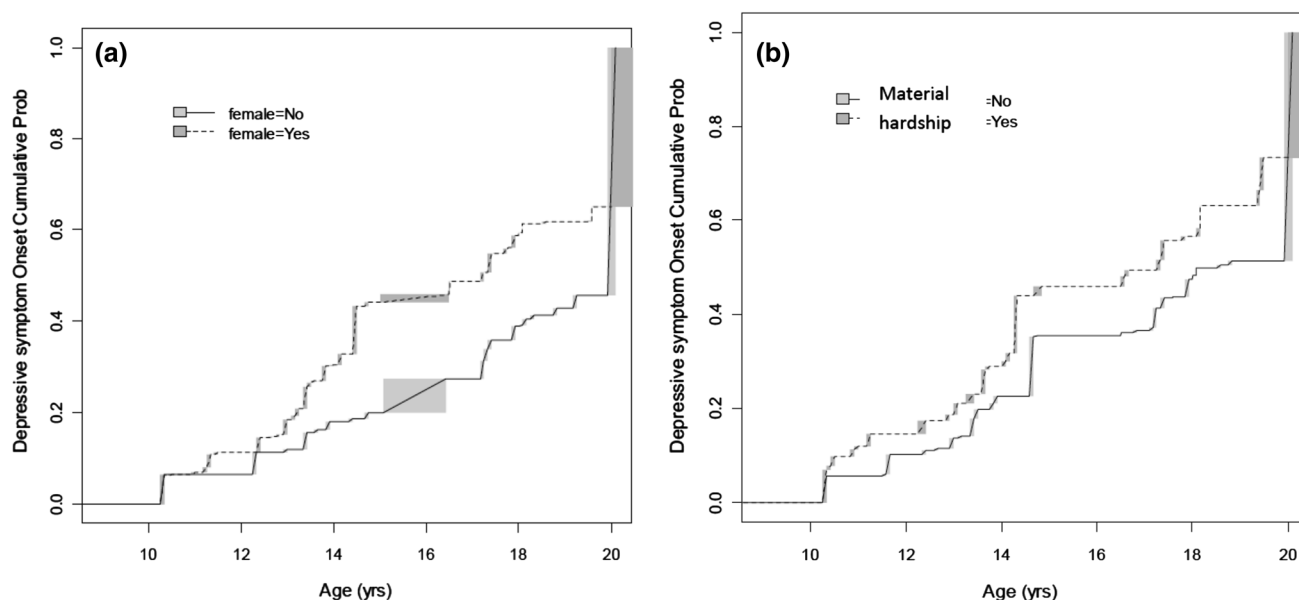 (a)
Depressive symptom Onset Cumulative Prob
1.0
0.8
0.6
0.4
0.2
0.0
female=No
female=Yes
10 12 14 16 18 20
Age (yrs)
(b)
Depressive symptom Onset Cumulative Prob
1.0
0.8
0.6
0.4
0.2
0.0
Material =No
hardship =Yes
10 12 14 16 18 20
Age (yrs)